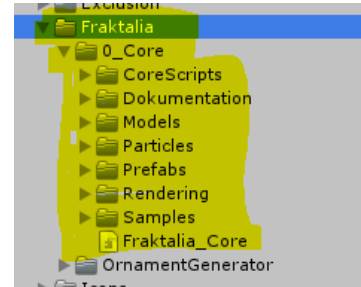 Exclusion
Fraktalia
0_Core
CoreScripts
Dokumentation
Models
Particles
Prefabs
Rendering
Samples
Fraktalia_Core
OrnamentGenerator
Icons